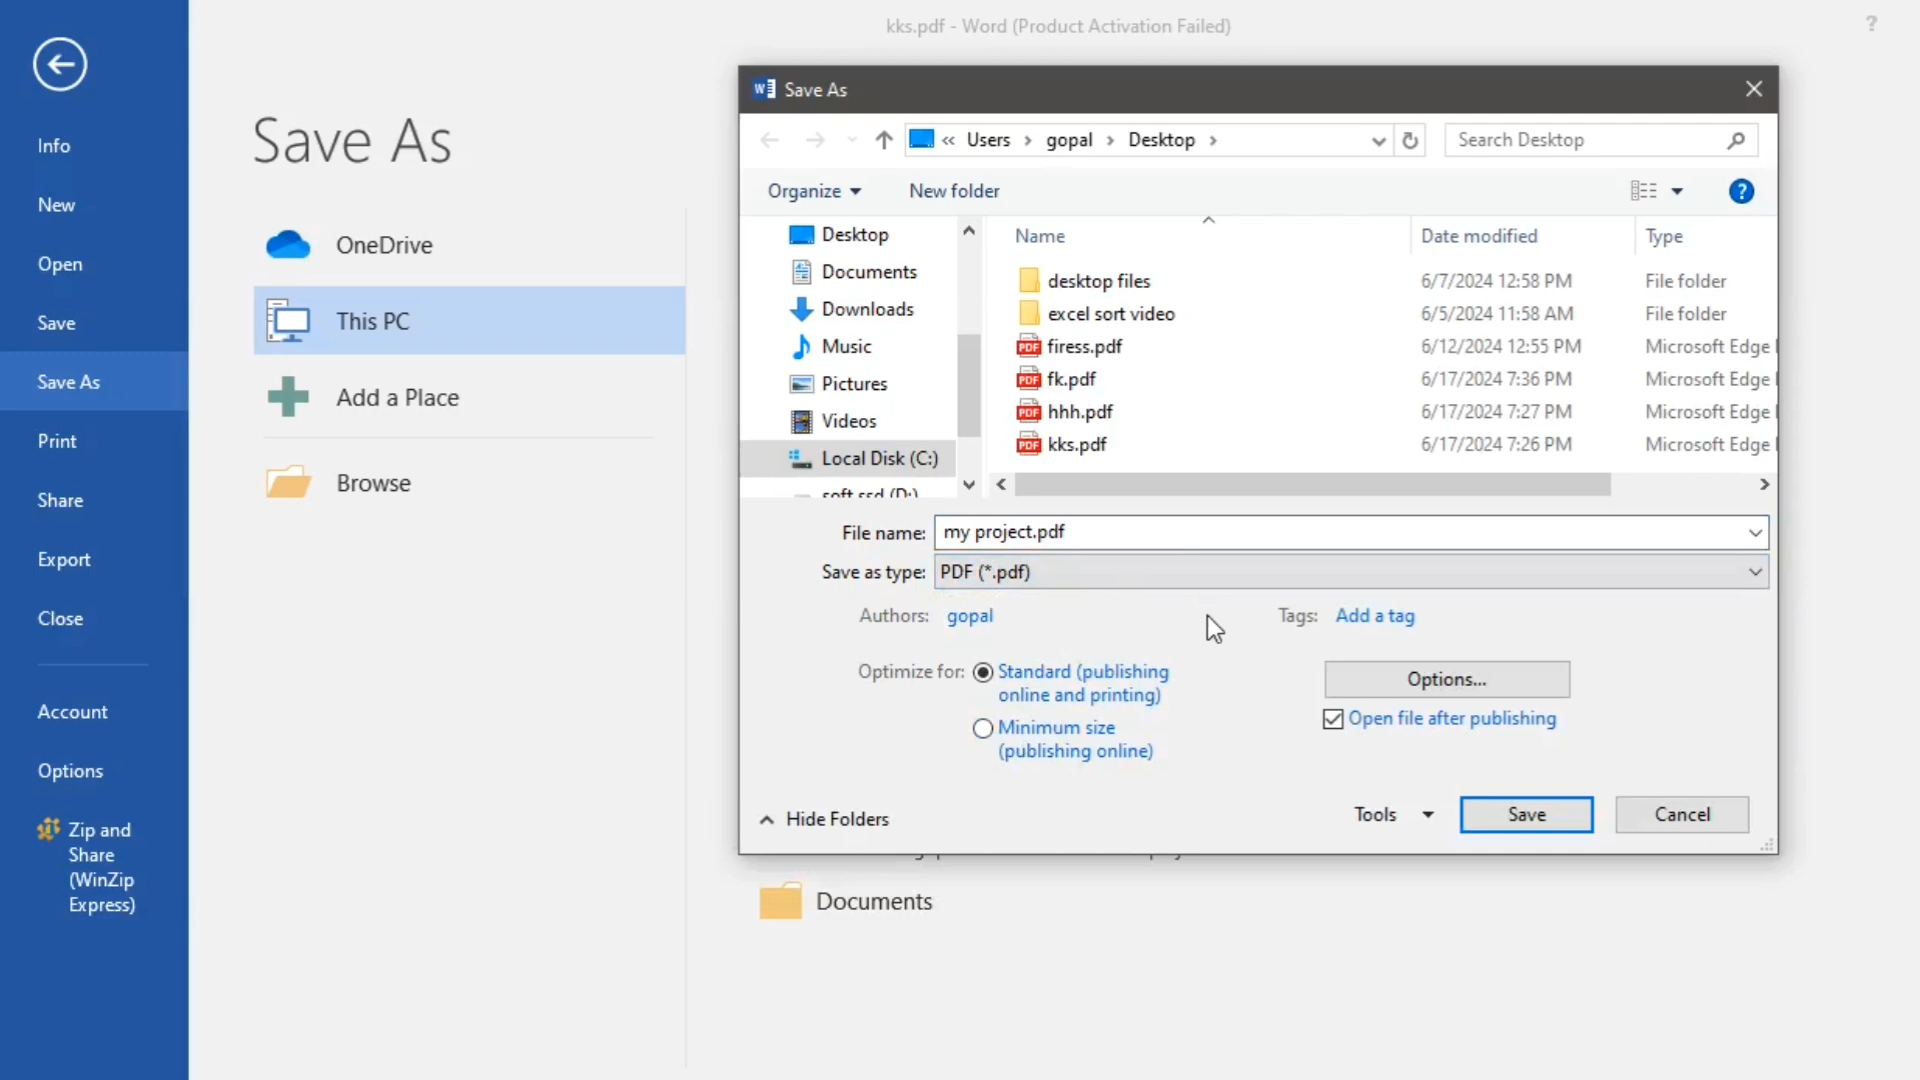 kks.pdf - Word (Product Activation Failed)
?
Info
New
Open
Save
Save As
Print
Share
Export
Close
Account
Options
Zip and
Share
(WinZip
Express)
Save As
OneDrive
This PC
Add a Place
Browse
Save As
« Users › gopal › Desktop ›
Search Desktop
Organize
New folder
?
Desktop
Documents
Downloads
Music
Pictures
Videos
Local Disk (C:)
soft ssd (D:)
Name Date modified Type
desktop files 6/7/2024 12:58 PM File folder
excel sort video 6/5/2024 11:58 AM File folder
PDF firess.pdf 6/12/2024 12:55 PM Microsoft Edge
PDF fk.pdf 6/17/2024 7:36 PM Microsoft Edge
PDF hhh.pdf 6/17/2024 7:27 PM Microsoft Edge
PDF kks.pdf 6/17/2024 7:26 PM Microsoft Edge
File name: my project.pdf
Save as type: PDF (*.pdf)
Authors: gopal
Tags: Add a tag
Optimize for: Standard (publishing
online and printing)
Minimum size
(publishing online)
Options...
Open file after publishing
Hide Folders
Tools
Save
Cancel
Documents